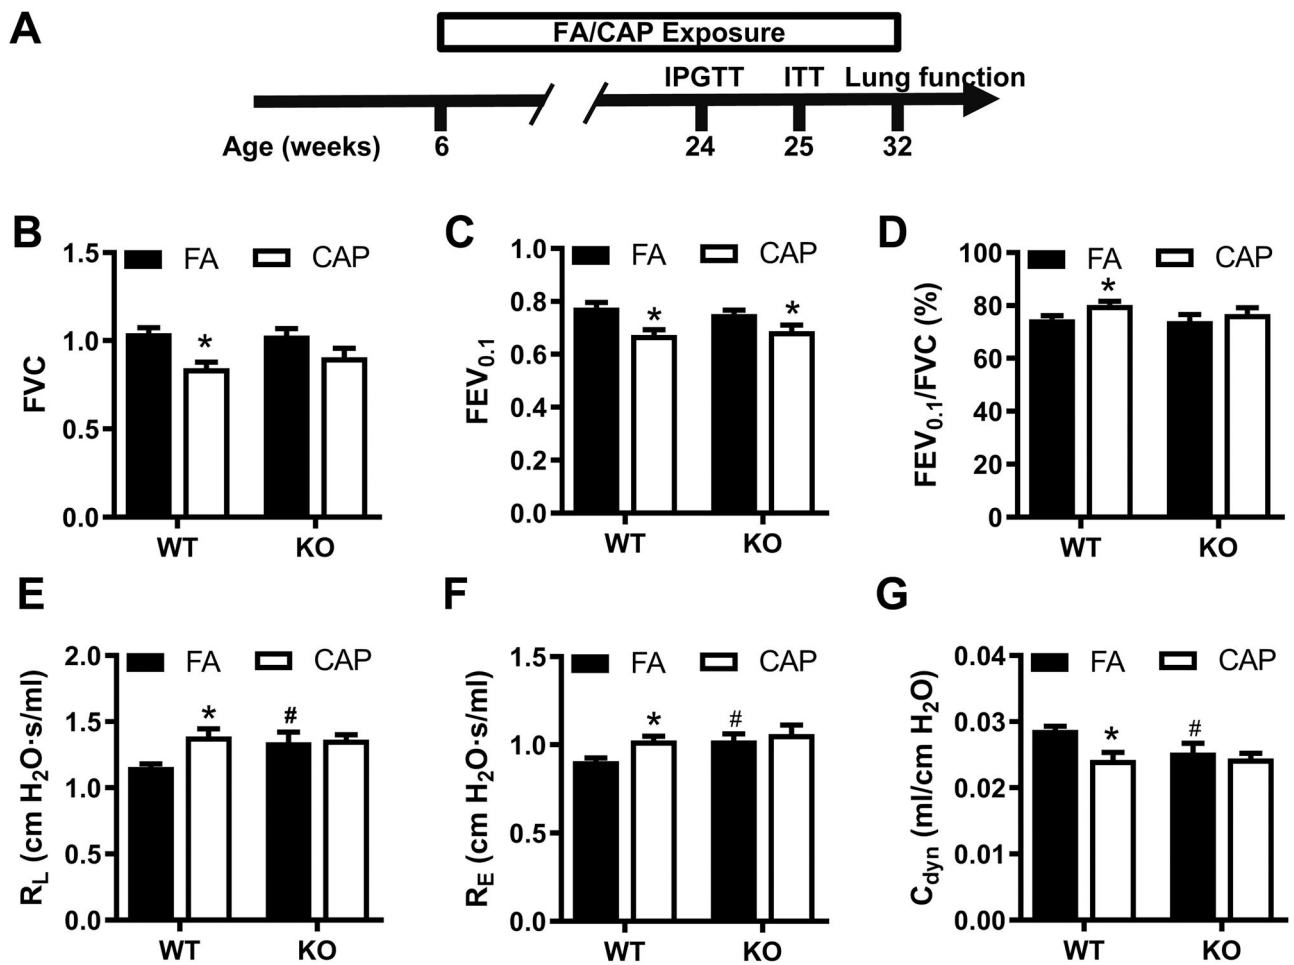 A
FA/CAP Exposure
IPGTT ITT Lung function
Age (weeks) 6 24 25 32
B
FVC
FA CAP
1.5
1.0
0.5
0.0
WT KO
C
FEV0.1
FA CAP
1.0
0.8
0.6
0.4
0.2
0.0
* *
WT KO
D
FEV0.1/FVC (%)
FA CAP
100
80
60
40
20
0
*
WT KO
E
RL (cm H2O·s/ml)
FA CAP
2.0
1.5
1.0
0.5
0.0
* #
WT KO
F
RE (cm H2O·s/ml)
FA CAP
1.5
1.0
0.5
0.0
* #
WT KO
G
Cdyn (ml/cm H2O)
FA CAP
0.04
0.03
0.02
0.01
0.00
* #
WT KO